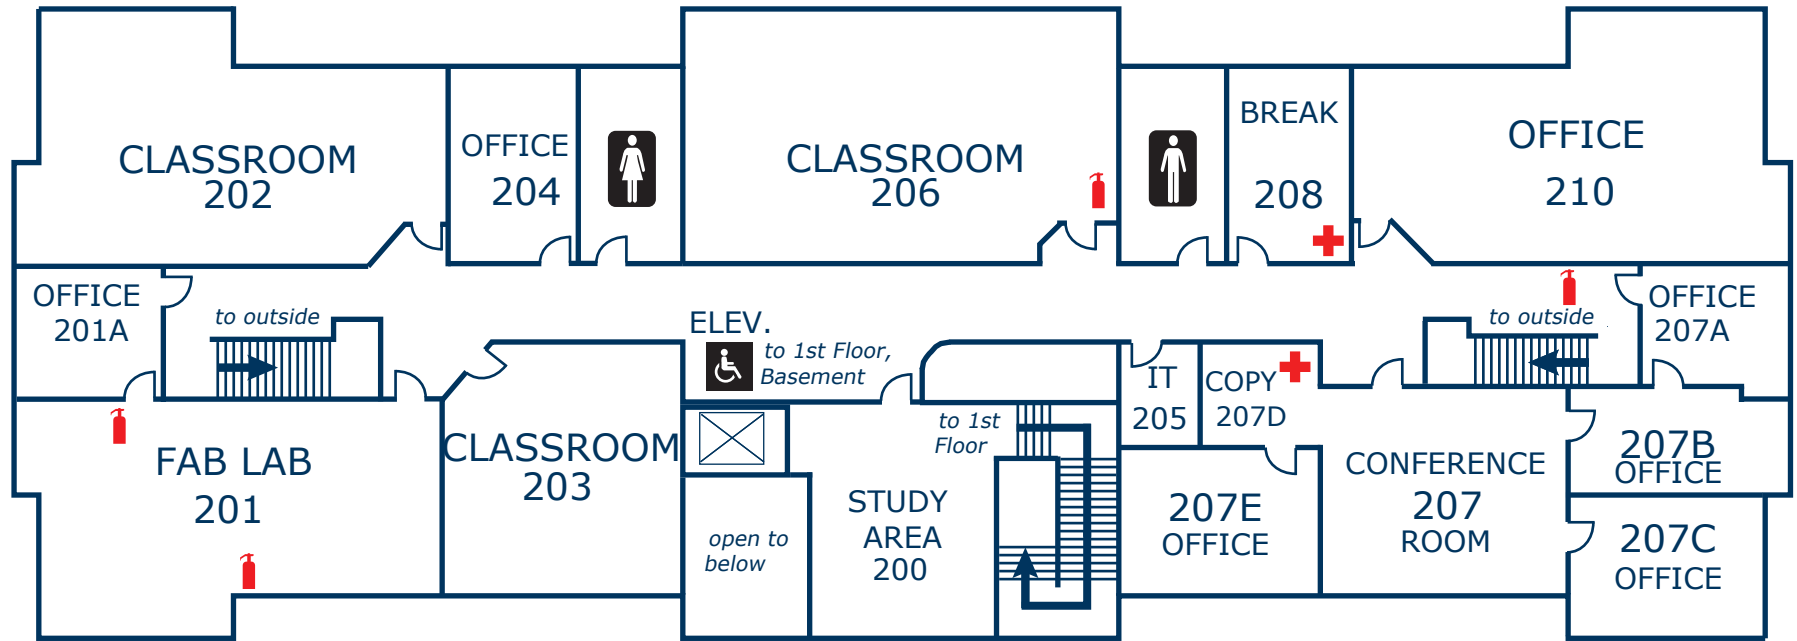 CLASSROOM
202
OFFICE
204
CLASSROOM
206
BREAK
208
OFFICE
210
OFFICE
201A
to outside
ELEV.
to 1st Floor,
Basement
to outside
OFFICE
207A
IT
205
COPY
207D
FAB LAB
201
CLASSROOM
203
to 1st
Floor
open to
below
STUDY
AREA
200
207E
OFFICE
CONFERENCE
207
ROOM
207B
OFFICE
207C
OFFICE